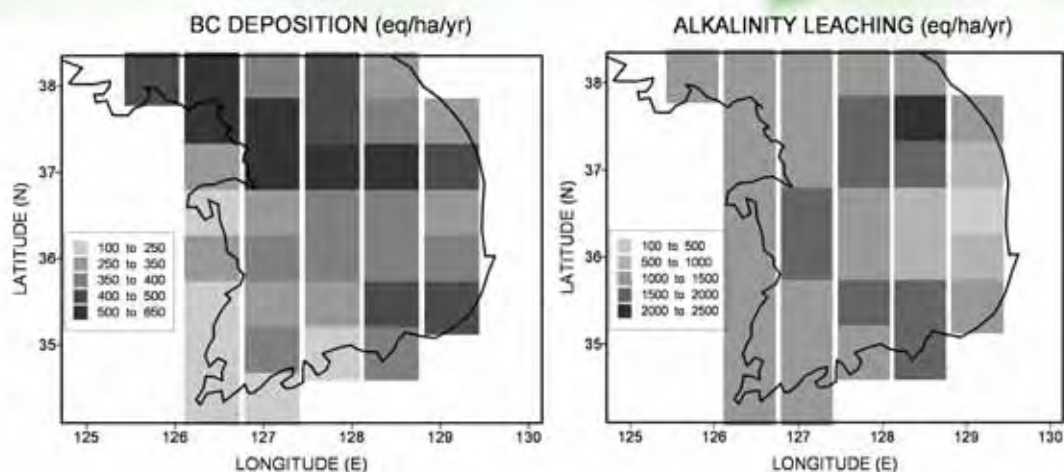 BC DEPOSITION (eq/ha/yr)
38
37
36
35
LATITUDE (N)
100 to 250
250 to 350
350 to 400
400 to 500
500 to 650
125
126
127
128
129
130
LONGITUDE (E)
ALKALINITY LEACHING (eq/ha/yr)
38
37
36
35
LATITUDE (N)
100 to 500
500 to 1000
1000 to 1500
1500 to 2000
2000 to 2500
125
126
127
128
129
130
LONGITUDE (E)